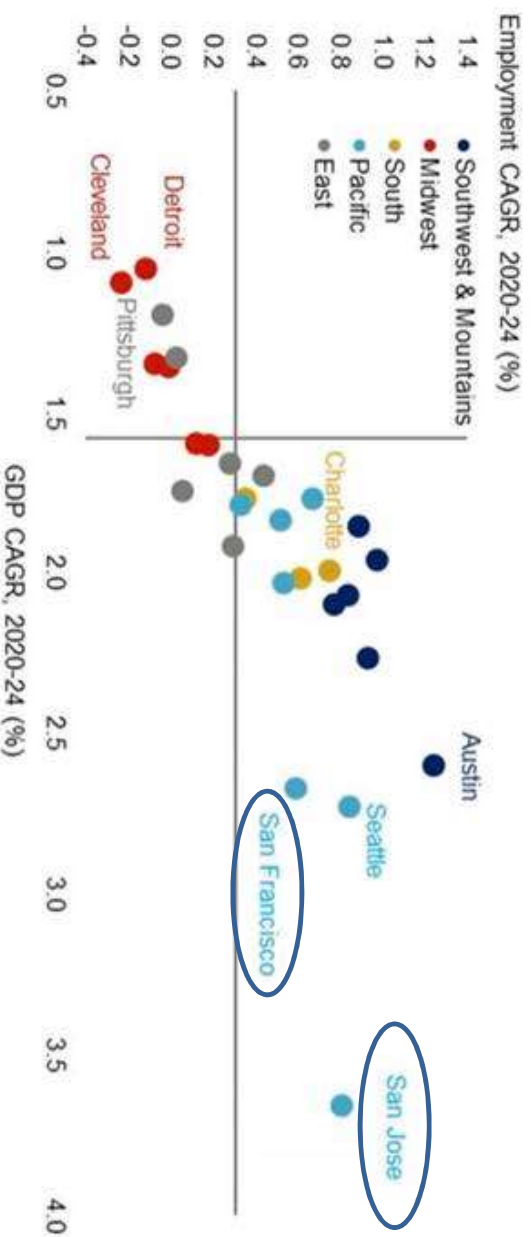 Employment CAGR, 2020-24 (%)
1.4
1.2
1.0
0.8
0.6
0.4
0.2
0.0
-0.2
-0.4
Southwest & Mountains
Midwest
South
Pacific
East
Austin
Seattle
San Jose
Charlotte
San Francisco
Detroit
Pittsburgh
Cleveland
0.5
1.0
1.5
2.0
2.5
3.0
3.5
4.0
GDP CAGR, 2020-24 (%)